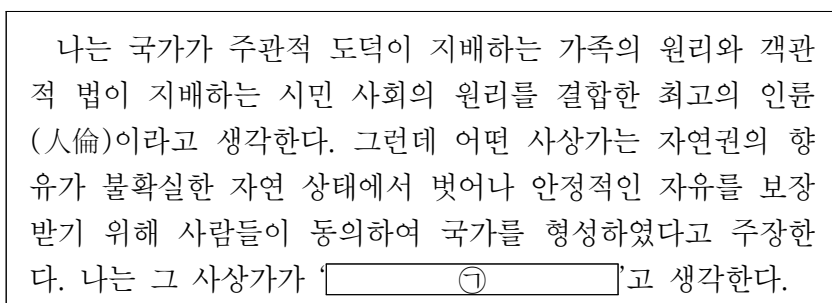 나는 국가가 주관적 도덕이 지배하는 가족의 원리와 객관
적 법이 지배하는 시민 사회의 원리를 결합한 최고의 인륜
(人倫)이라고 생각한다. 그런데 어떤 사상가는 자연권의 향
유가 불확실한 자연 상태에서 벗어나 안정적인 자유를 보장
받기 위해 사람들이 동의하여 국가를 형성하였다고 주장한
다. 나는 그 사상가가 ‘㉠’고 생각한다.